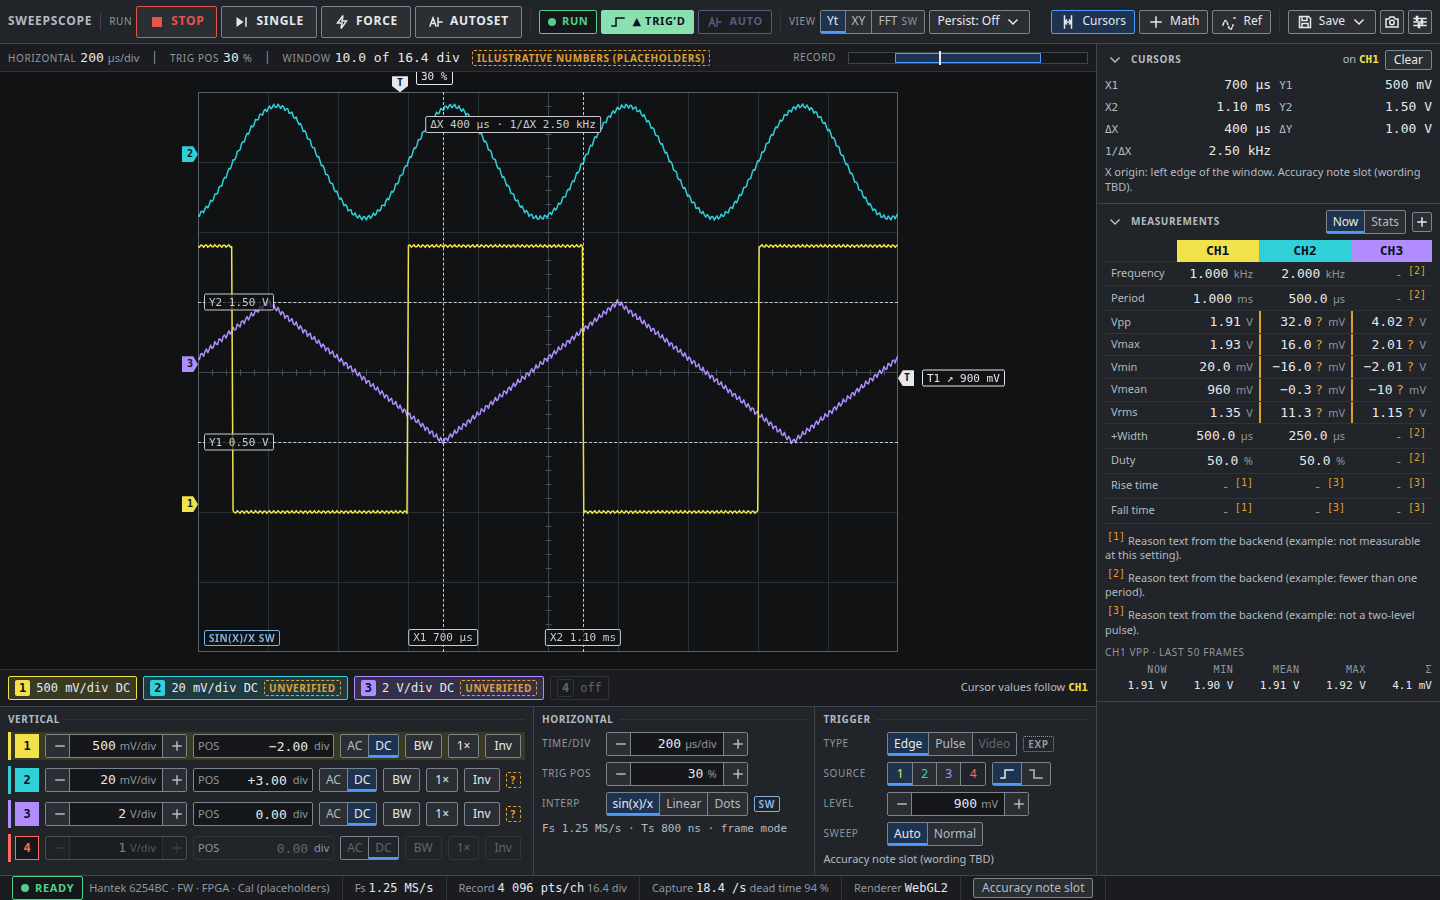 SWEEPSCOPE RUN STOP SINGLE FORCE AUTOSET RUN ▲ TRIG'D AUTO VIEW Yt XY FFT SW Persist: Off Cursors Math Ref Save
HORIZONTAL 200 µs/div | TRIG POS 30 % | WINDOW 10.0 of 16.4 div ILLUSTRATIVE NUMBERS (PLACEHOLDERS) RECORD
T 30 %
ΔX 400 µs · 1/ΔX 2.50 kHz
2
Y2 1.50 V
3
T T1 ↗ 900 mV
Y1 0.50 V
1
SIN(X)/X SW X1 700 µs X2 1.10 ms
CURSORS on CH1 Clear
X1 700 µs Y1 500 mV
X2 1.10 ms Y2 1.50 V
ΔX 400 µs ΔY 1.00 V
1/ΔX 2.50 kHz
X origin: left edge of the window. Accuracy note slot (wording
TBD).
MEASUREMENTS Now Stats +
CH1 CH2 CH3
Frequency 1.000 kHz 2.000 kHz - [2]
Period 1.000 ms 500.0 µs - [2]
Vpp 1.91 V 32.0 ? mV 4.02 ? V
Vmax 1.93 V 16.0 ? mV 2.01 ? V
Vmin 20.0 mV −16.0 ? mV −2.01 ? V
Vmean 960 mV −0.3 ? mV −10 ? mV
Vrms 1.35 V 11.3 ? mV 1.15 ? V
+Width 500.0 µs 250.0 µs - [2]
Duty 50.0 % 50.0 % - [2]
Rise time - [1] - [3] - [3]
Fall time - [1] - [3] - [3]
[1] Reason text from the backend (example: not measurable
at this setting).
[2] Reason text from the backend (example: fewer than one
period).
[3] Reason text from the backend (example: not a two-level
pulse).
CH1 VPP · LAST 50 FRAMES
NOW MIN MEAN MAX Σ
1.91 V 1.90 V 1.91 V 1.92 V 4.1 mV
1 500 mV/div DC 2 20 mV/div DC UNVERIFIED 3 2 V/div DC UNVERIFIED 4 off Cursor values follow CH1
VERTICAL
1 − 500 mV/div + POS −2.00 div AC DC BW 1× Inv
2 − 20 mV/div + POS +3.00 div AC DC BW 1× Inv ?
3 − 2 V/div + POS 0.00 div AC DC BW 1× Inv ?
4 − 1 V/div + POS 0.00 div AC DC BW 1× Inv
HORIZONTAL
TIME/DIV − 200 µs/div +
TRIG POS − 30 % +
INTERP sin(x)/x Linear Dots SW
Fs 1.25 MS/s · Ts 800 ns · frame mode
TRIGGER
TYPE Edge Pulse Video EXP
SOURCE 1 2 3 4
LEVEL − 900 mV +
SWEEP Auto Normal
Accuracy note slot (wording TBD)
READY Hantek 6254BC · FW · FPGA · Cal (placeholders) Fs 1.25 MS/s Record 4 096 pts/ch 16.4 div Capture 18.4 /s dead time 94 % Renderer WebGL2 Accuracy note slot